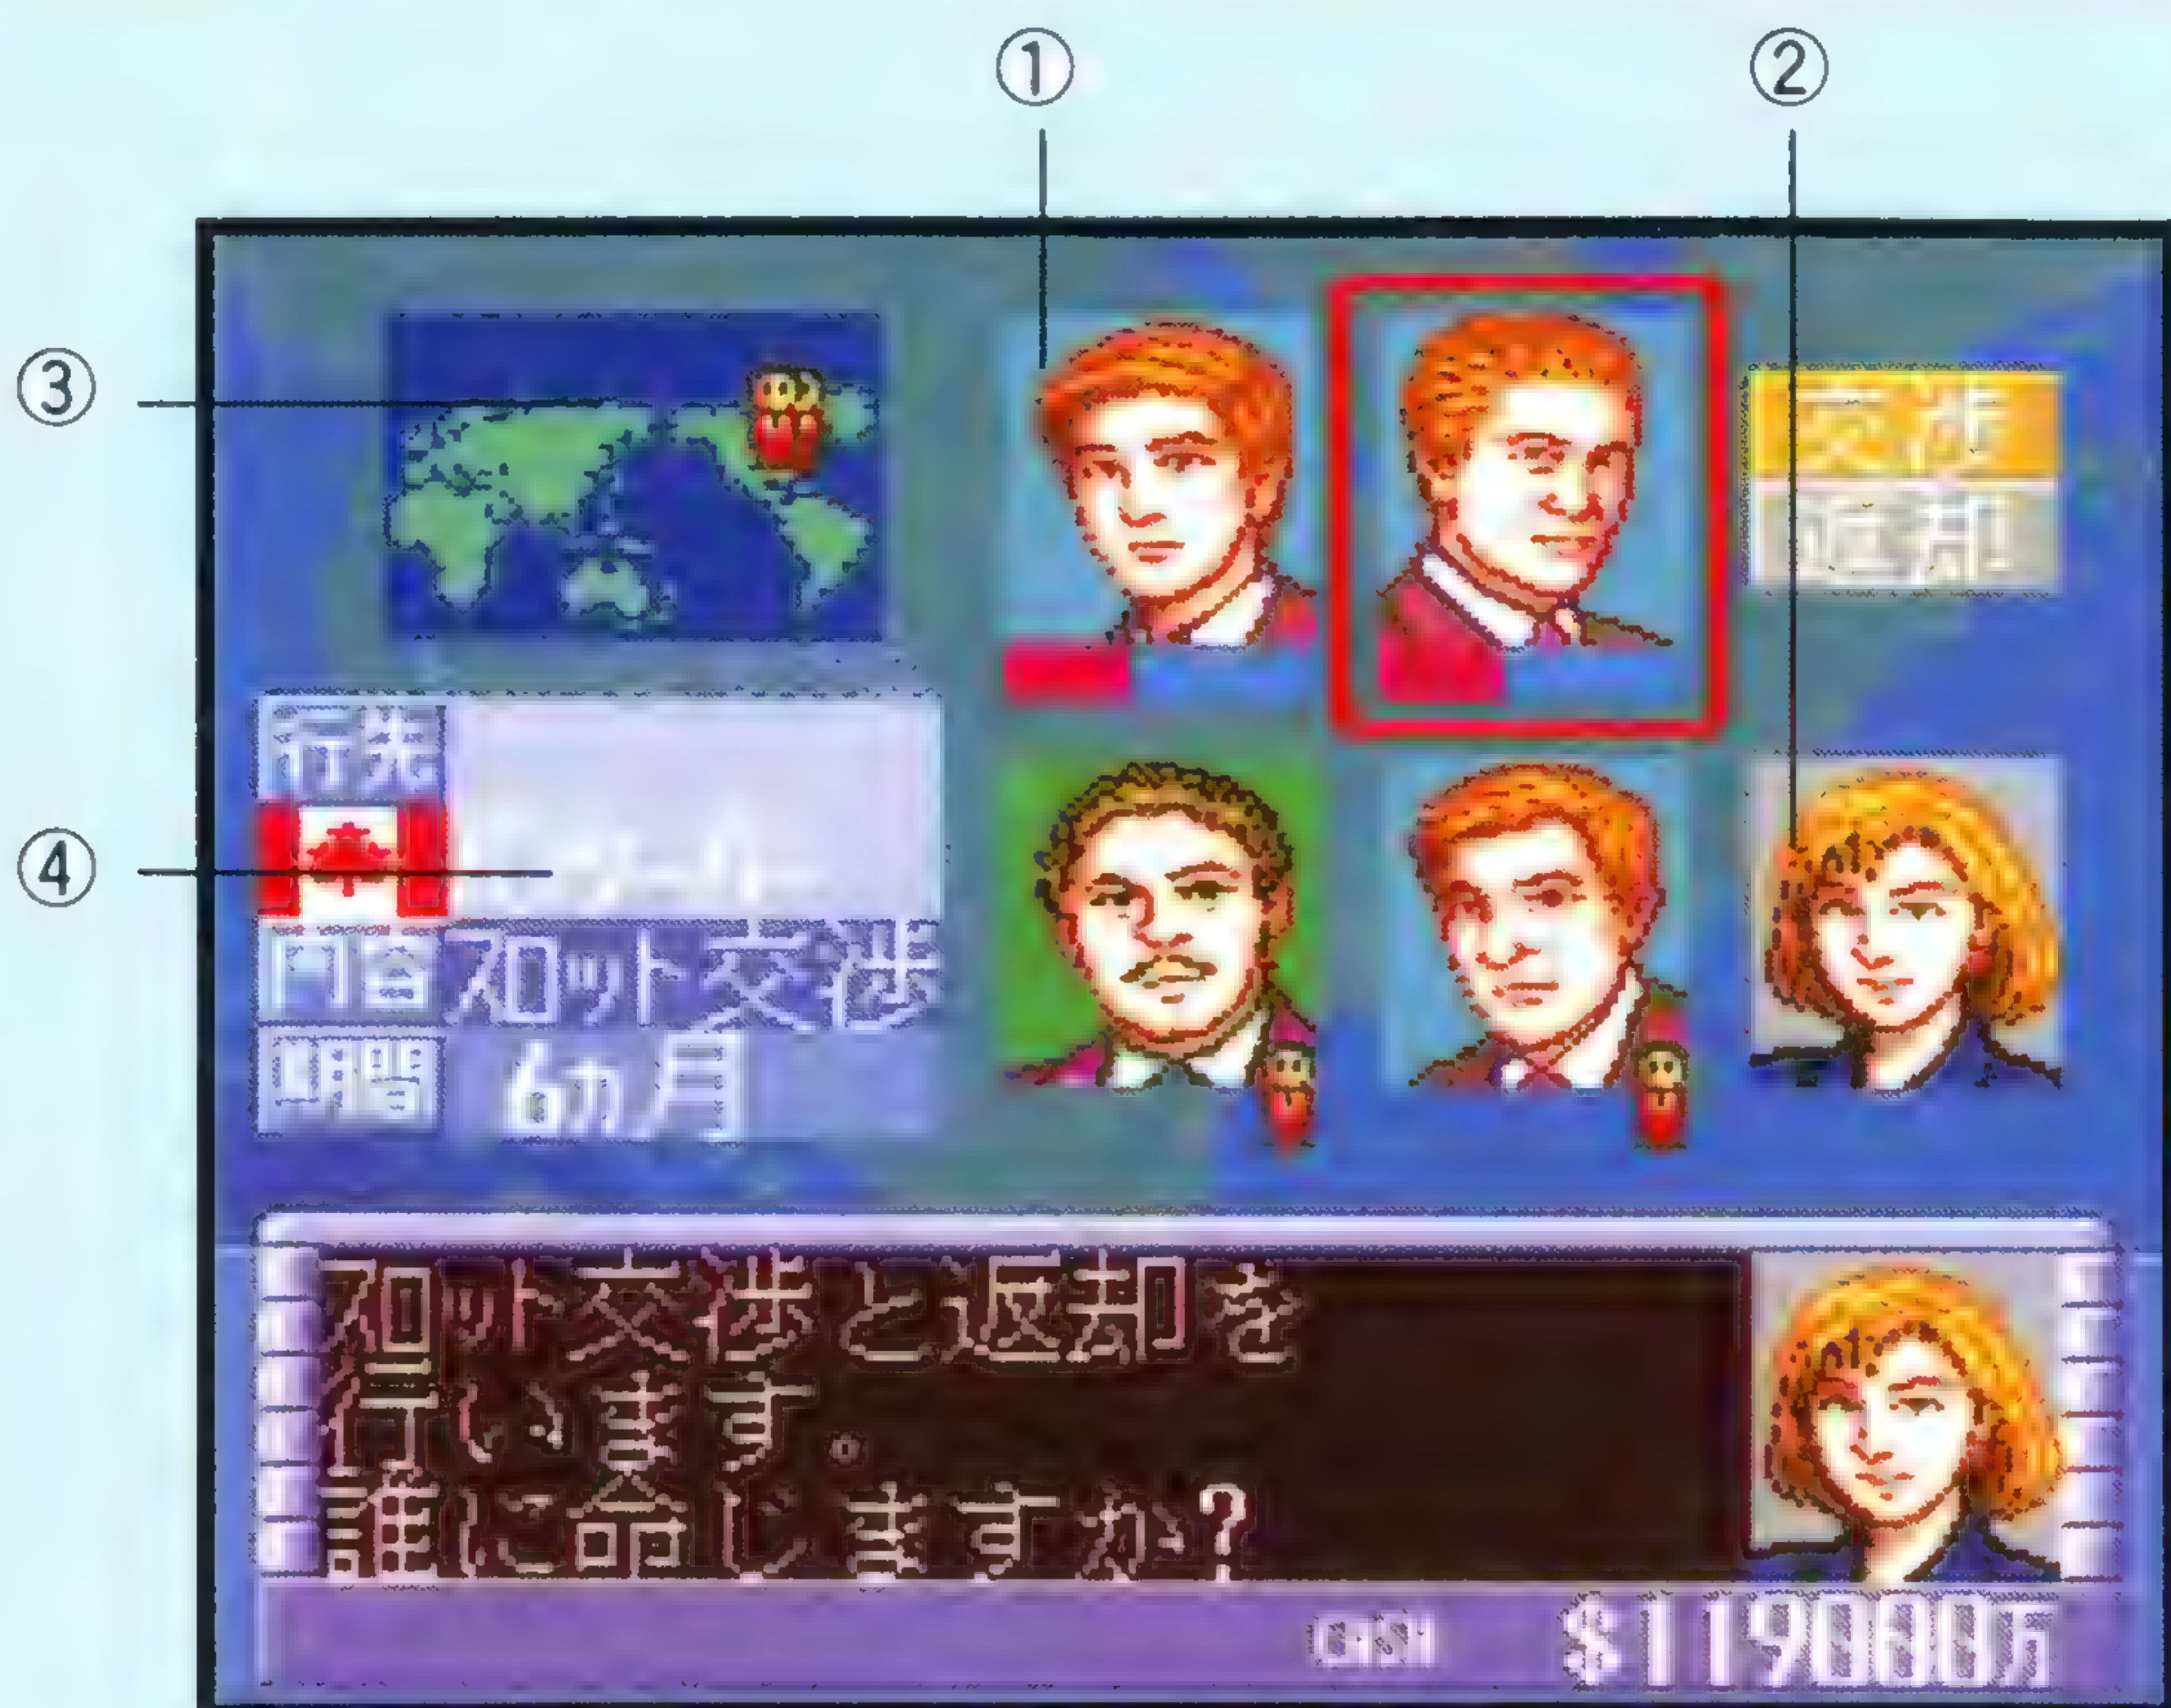 ① ②
③
④
交渉
返却
行先
内容 スロット交渉
期間 6ヵ月
スロット交渉と返却を
行います。
誰に命じますか?
CASH $119000万